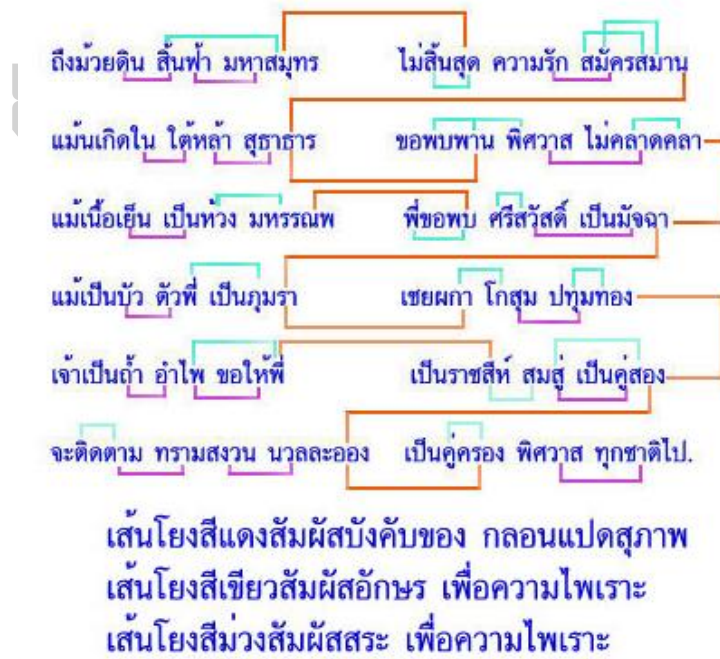 ถึงม้วยดิน สิ้นฟ้า มหาสมุทร ไม่สิ้นสุด ความรัก สมัครสมาน
แม้นเกิดใน ใต้หล้า สุธาธาร ขอพบพาน พิศวาส ไม่คลาดคลา
แม้เนื้อเย็น เป็นห้วง มหรรณพ พี่ขอพบ ศรีสวัสดิ์ เป็นมัจฉา
แม้เป็นบัว ตัวพี่ เป็นภุมรา เชยผกา โกสุม ปทุมทอง
เจ้าเป็นถ้ำ อำไพ ขอให้พี่ เป็นราชสีห์ สมสู่ เป็นคู่สอง
จะติดตาม ทรามสงวน นวลละออง เป็นคู่ครอง พิศวาส ทุกชาติไป.
เส้นโยงสีแดงสัมผัสบังคับของ กลอนแปดสุภาพ
เส้นโยงสีเขียวสัมผัสอักษร เพื่อความไพเราะ
เส้นโยงสีม่วงสัมผัสสระ เพื่อความไพเราะ